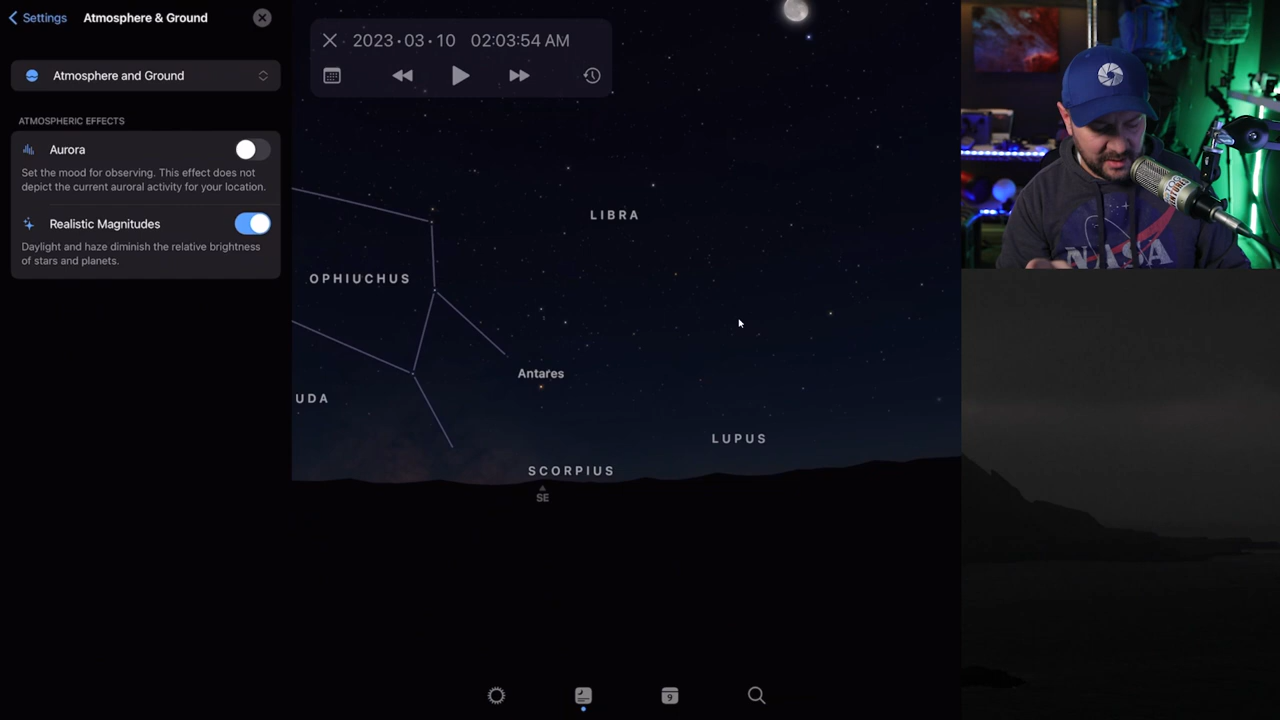 Settings
Atmosphere & Ground
Atmosphere and Ground
ATMOSPHERIC EFFECTS
Aurora
Set the mood for observing. This effect does not
depict the current auroral activity for your location.
Realistic Magnitudes
Daylight and haze diminish the relative brightness
of stars and planets.
2023•03•10 02:03:54 AM
LIBRA
OPHIUCHUS
Antares
UDA
LUPUS
SCORPIUS
SE
9
NASA